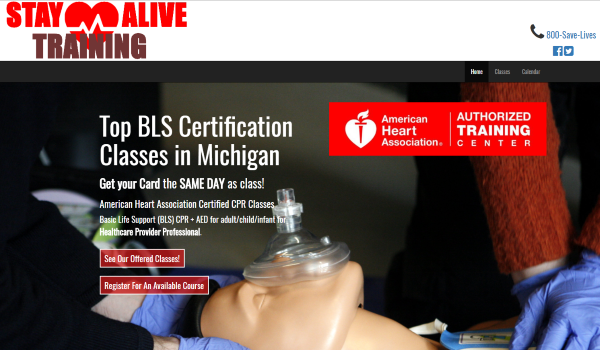 STAY ALIVE
TRAINING
800-Save-Lives
Home Classes Calendar
Top BLS Certification
Classes in Michigan
Get your Card the SAME DAY as class!
American Heart Association Certified CPR Classes
Basic Life Support (BLS) CPR + AED for adult/child/infant for
Healthcare Provider Professional.
See Our Offered Classes!
Register For An Available Course
American
Heart
Association®
AUTHORIZED
TRAINING
CENTER